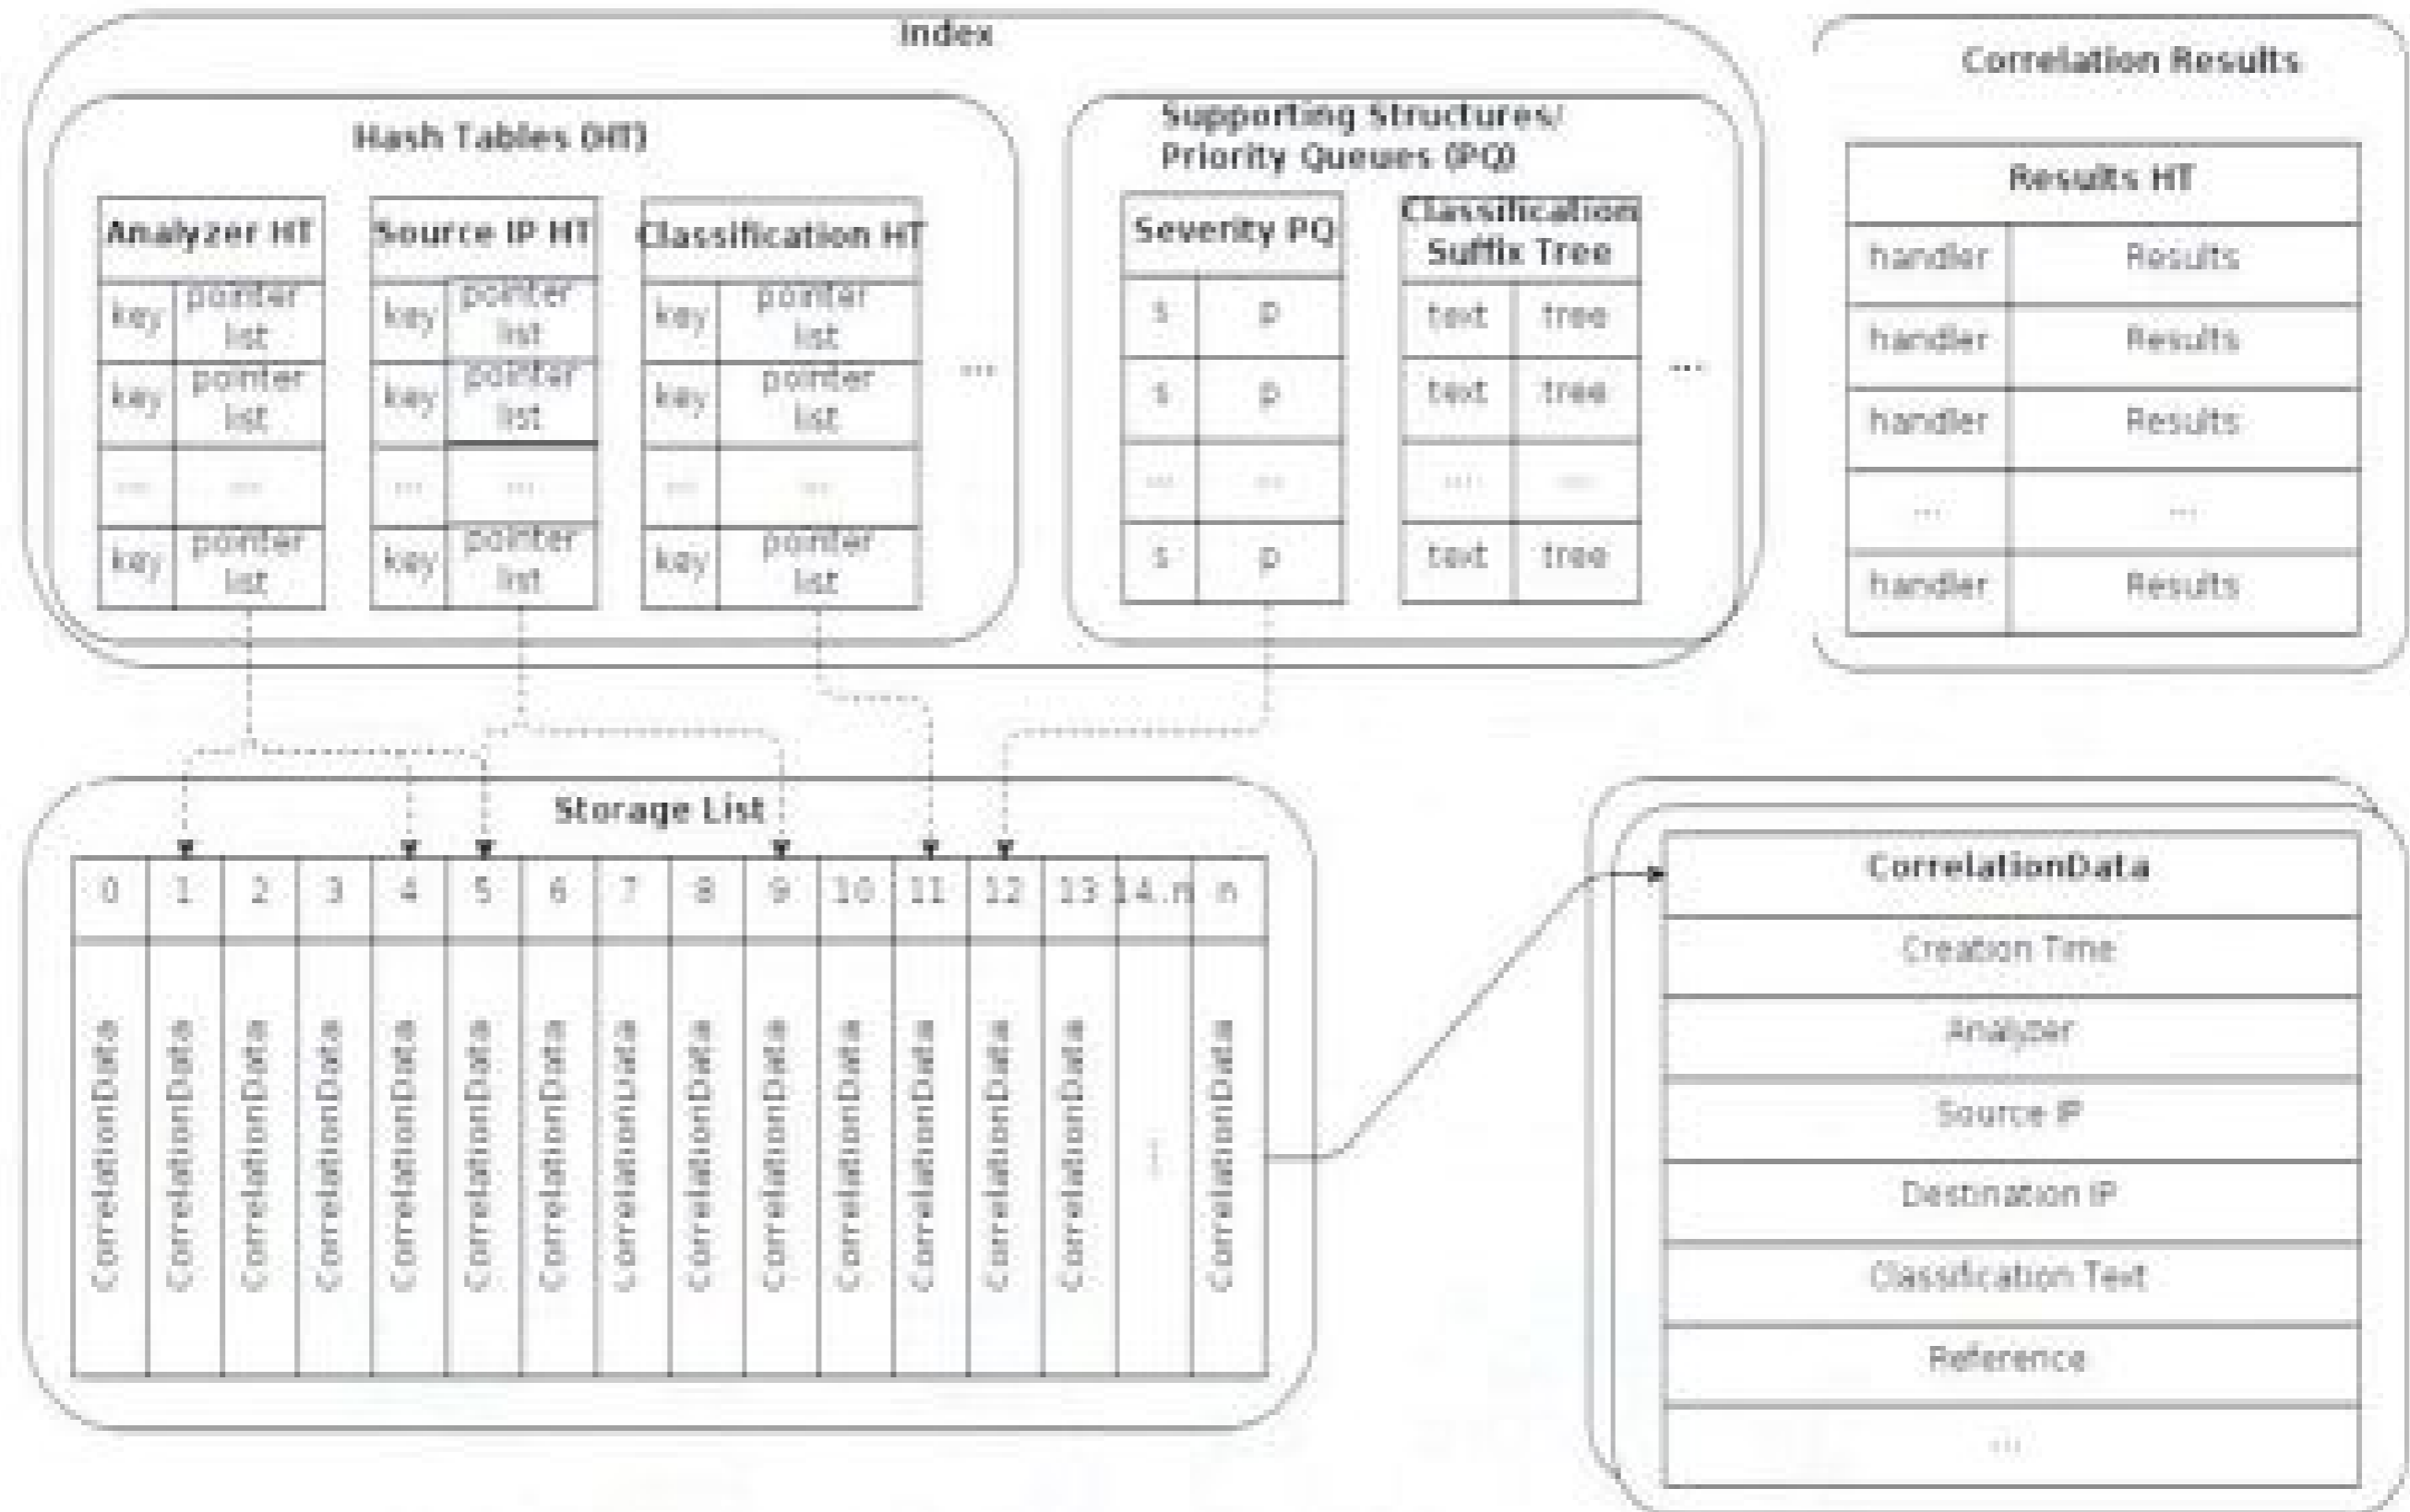 Index
Hash Tables (HT)
Analyzer HT
key pointer list
key pointer list
... ...
key pointer list
Source IP HT
key pointer list
key pointer list
... ...
key pointer list
Classification HT
key pointer list
key pointer list
... ...
key pointer list
...
Supporting Structures/
Priority Queues (PQ)
Severity PQ
s p
s p
... ...
s p
Classification
Suffix Tree
text tree
text tree
... ...
text tree
...
Correlation Results
Results HT
handler Results
handler Results
handler Results
... ...
handler Results
Storage List
0 1 2 3 4 5 6 7 8 9 10 11 12 13 14..n n
CorrelationData
CorrelationData
CorrelationData
CorrelationData
CorrelationData
CorrelationData
CorrelationData
CorrelationData
CorrelationData
CorrelationData
CorrelationData
CorrelationData
CorrelationData
CorrelationData
...
CorrelationData
CorrelationData
Creation Time
Analyzer
Source IP
Destination IP
Classification Text
Reference
...